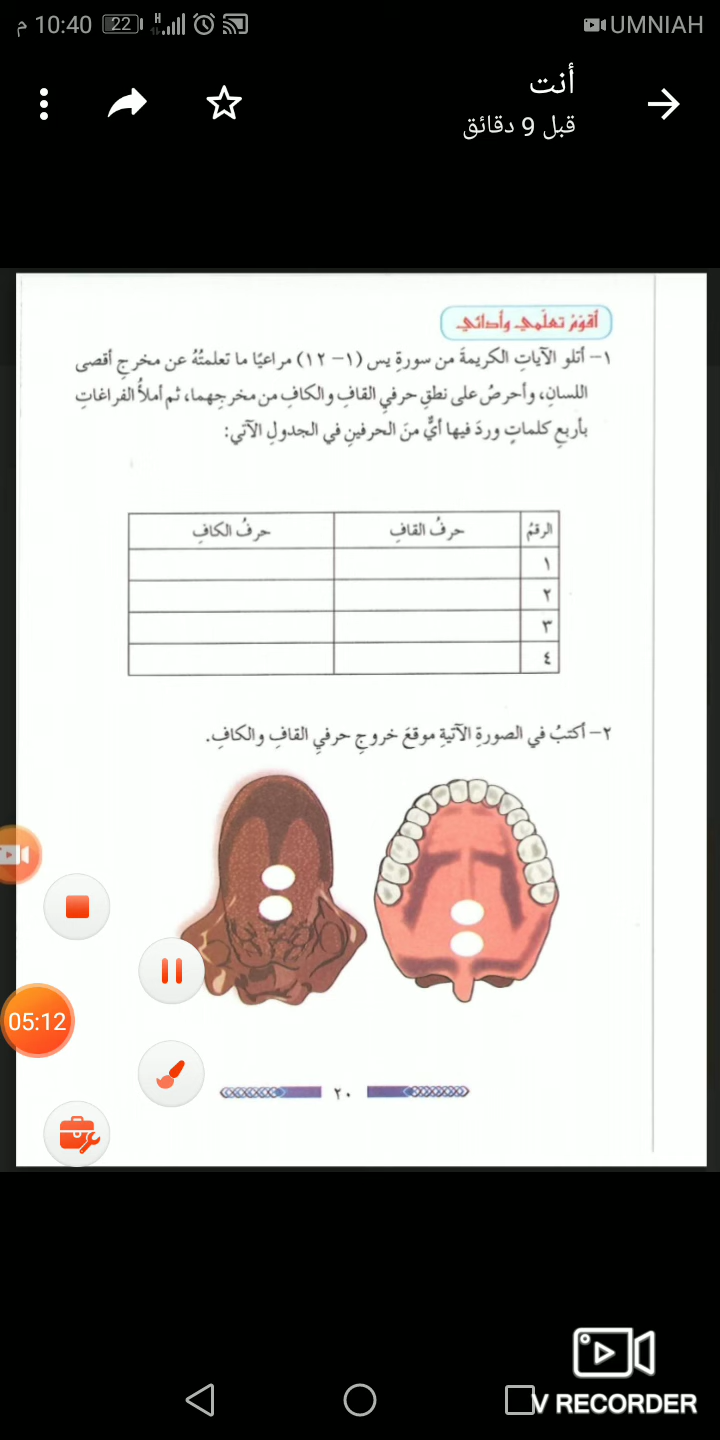 10:40 م
22
H
UMNIAH
أنت
قبل 9 دقائق
أقوّمُ تعلّمي وأدائي
١- أتلو الآياتِ الكريمةَ من سورةِ يس (١- ١٢) مراعيًا ما تعلمتُهُ عن مخرجِ أقصى
اللسانِ، وأحرصُ على نطقِ حرفيِ القافِ والكافِ من مخرجِهما، ثم أملأُ الفراغاتِ
بأربعِ كلماتٍ وردَ فيها أيٌّ منَ الحرفينِ في الجدولِ الآتي:
الرقمُ حرفُ القافِ حرفُ الكافِ
١
٢
٣
٤
٢- أكتبُ في الصورةِ الآتيةِ موقعَ خروجِ حرفيِ القافِ والكافِ.
05:12
٢٠
V RECORDER